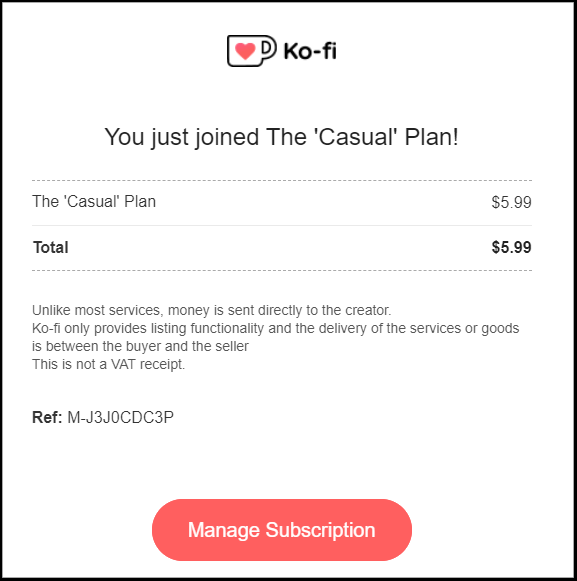 Ko-fi
You just joined The 'Casual' Plan!
The 'Casual' Plan $5.99
Total $5.99
Unlike most services, money is sent directly to the creator.
Ko-fi only provides listing functionality and the delivery of the services or goods
is between the buyer and the seller
This is not a VAT receipt.
Ref: M-J3J0CDC3P
Manage Subscription